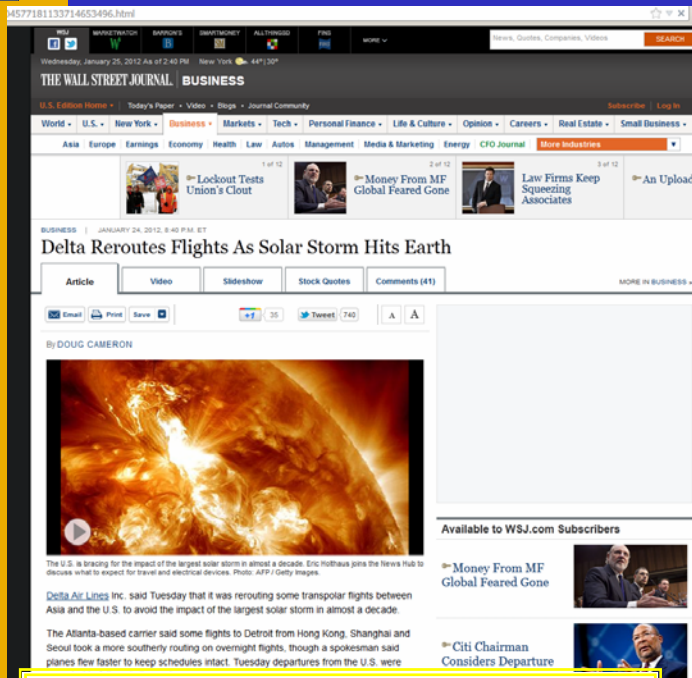 04577181133714653496.html
WSJ MARKETWATCH BARRON'S SMARTMONEY ALLTHINGSD FINS MORE
News, Quotes, Companies, Videos SEARCH
Wednesday, January 25, 2012 As of 2:40 PM New York 44º | 30º
THE WALL STREET JOURNAL. BUSINESS
U.S. Edition Home Today's Paper • Video • Blogs • Journal Community Subscribe Log In
World U.S. New York Business Markets Tech Personal Finance Life & Culture Opinion Careers Real Estate Small Business
Asia Europe Earnings Economy Health Law Autos Management Media & Marketing Energy CFO Journal More Industries
1 of 12
Lockout Tests
Union's Clout
2 of 12
Money From MF
Global Feared Gone
3 of 12
Law Firms Keep
Squeezing
Associates
An Upload
BUSINESS | JANUARY 24, 2012, 6:40 P.M. ET
Delta Reroutes Flights As Solar Storm Hits Earth
Article Video Slideshow Stock Quotes Comments (41) MORE IN BUSINESS
Email Print Save +1 35 Tweet 740 A A
By DOUG CAMERON
The U.S. is bracing for the impact of the largest solar storm in almost a decade. Eric Holthaus joins the News Hub to
discuss what to expect for travel and electrical devices. Photo: AFP / Getty Images.
Delta Air Lines Inc. said Tuesday that it was rerouting some transpolar flights between
Asia and the U.S. to avoid the impact of the largest solar storm in almost a decade.
The Atlanta-based carrier said some flights to Detroit from Hong Kong, Shanghai and
Seoul took a more southerly routing on overnight flights, though a spokesman said
planes flew faster to keep schedules intact. Tuesday departures from the U.S. were
Available to WSJ.com Subscribers
Money From MF
Global Feared Gone
Citi Chairman
Considers Departure